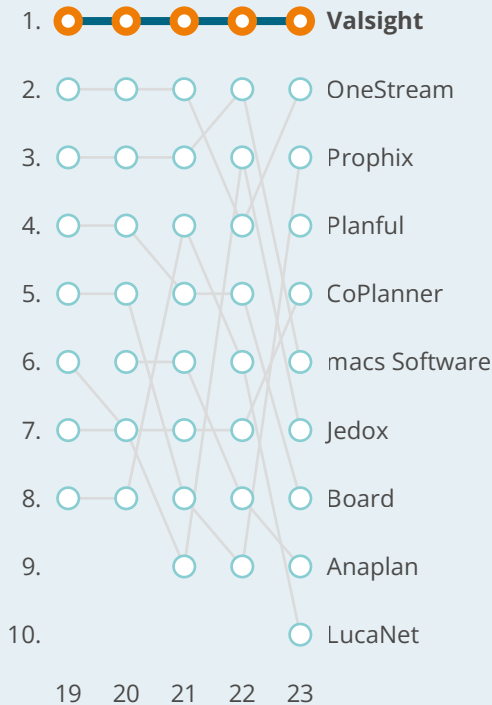 1. Valsight
2. OneStream
3. Prophix
4. Planful
5. CoPlanner
6. macs Software
7. Jedox
8. Board
9. Anaplan
10. LucaNet
19 20 21 22 23